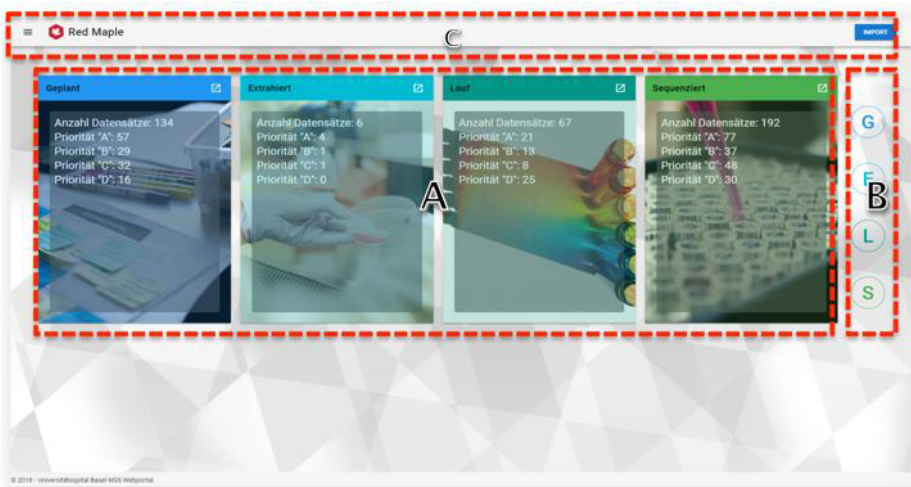 Red Maple
C
IMPORT
Geplant
Anzahl Datensätze: 134
Priorität "A": 57
Priorität "B": 29
Priorität "C": 32
Priorität "D": 16
Extrahiert
Anzahl Datensätze: 6
Priorität "A": 4
Priorität "B": 1
Priorität "C": 1
Priorität "D": 0
Lauf
Anzahl Datensätze: 67
Priorität "A": 21
Priorität "B": 13
Priorität "C": 8
Priorität "D": 25
Sequenziert
Anzahl Datensätze: 192
Priorität "A": 77
Priorität "B": 37
Priorität "C": 48
Priorität "D": 30
A
G
B
L
S
© 2018 - Universitätsspital Basel NGS Webportal